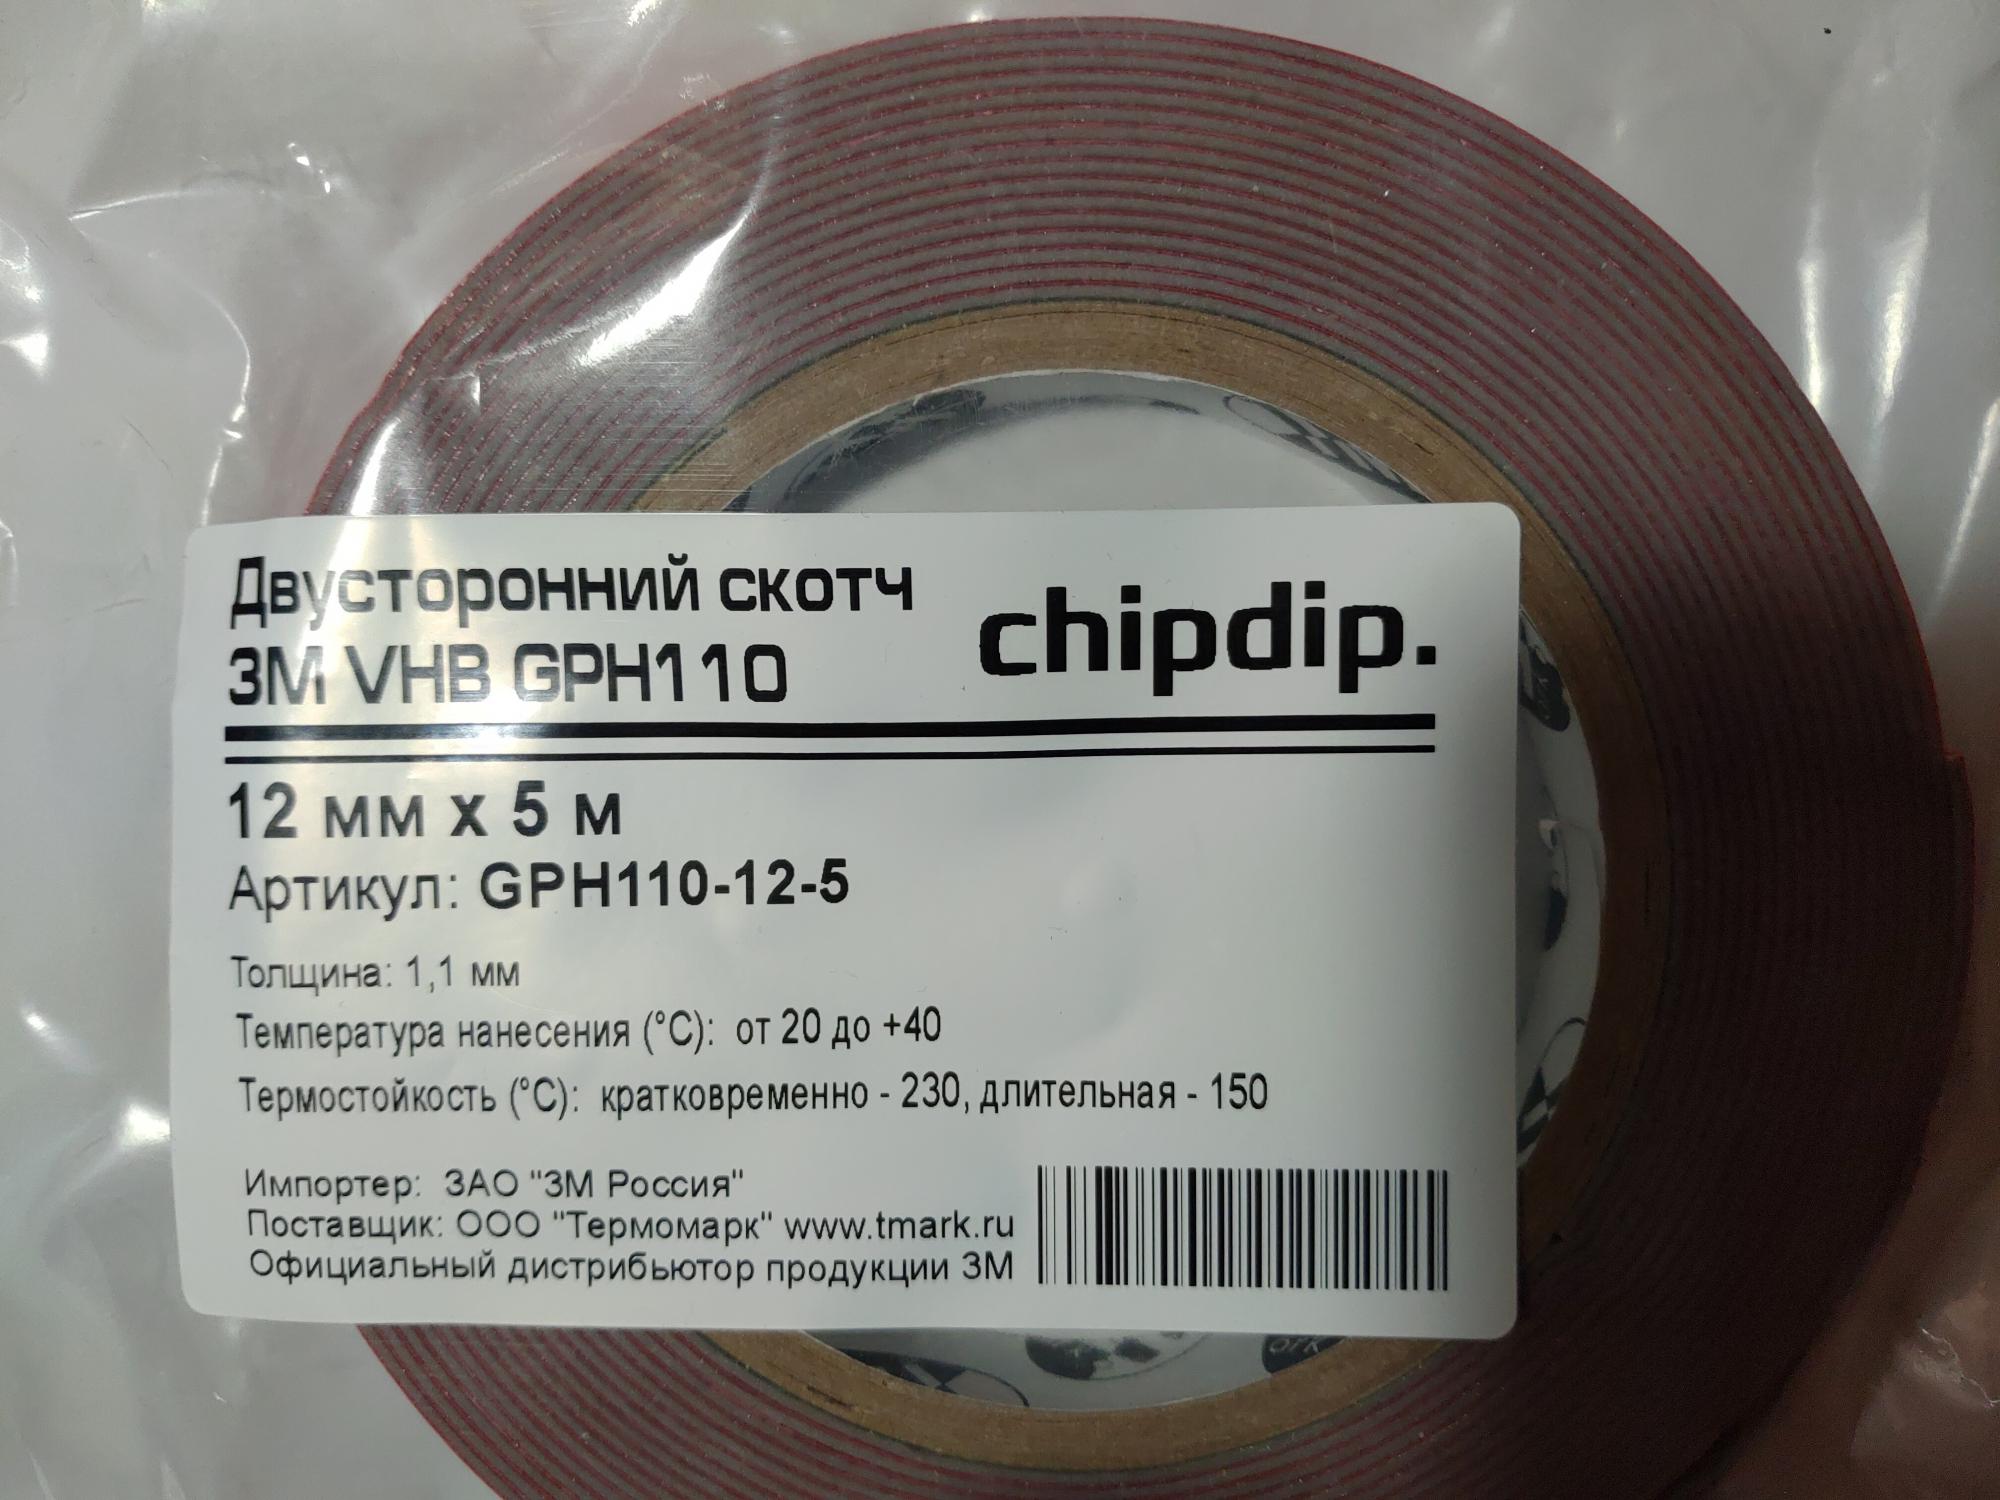 Двусторонний скотч
3M VHB GPH110
chipdip.
12 мм x 5 м
Артикул: GPH110-12-5
Толщина: 1,1 мм
Температура нанесения (°C): от 20 до +40
Термостойкость (°C): кратковременно - 230, длительная - 150
Импортер: ЗАО "3М Россия"
Поставщик: ООО "Термомарк" www.tmark.ru
Официальный дистрибьютор продукции 3М
ОТК